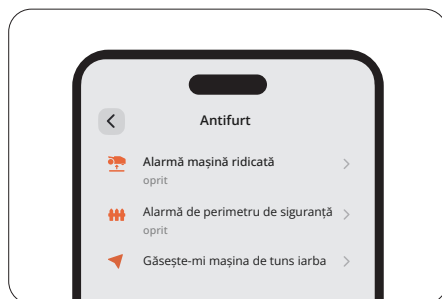 Antifurt
Alarmă mașină ridicată
oprit
Alarmă de perimetru de siguranță
oprit
Găsește-mi mașina de tuns iarba